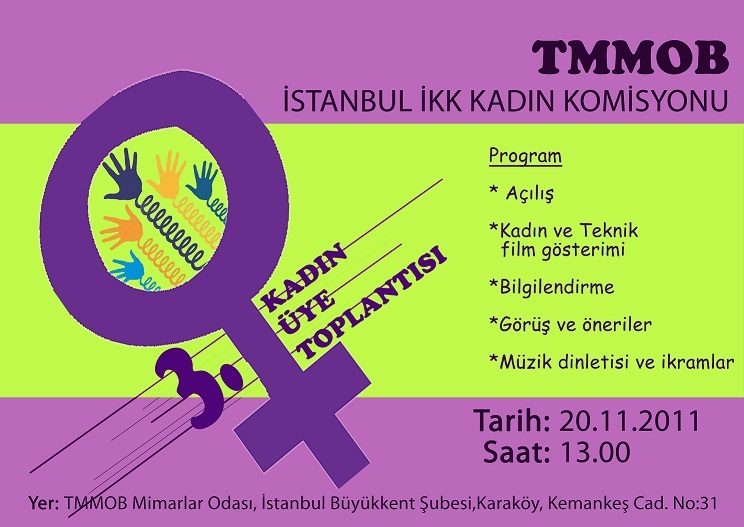 TMMOB
İSTANBUL İKK KADIN KOMİSYONU
Program
* Açılış
*Kadın ve Teknik
film gösterimi
*Bilgilendirme
*Görüş ve öneriler
*Müzik dinletisi ve ikramlar
3. KADIN
ÜYE
TOPLANTISI
Tarih: 20.11.2011
Saat: 13.00
Yer: TMMOB Mimarlar Odası, İstanbul Büyükkent Şubesi,Karaköy, Kemankeş Cad. No:31